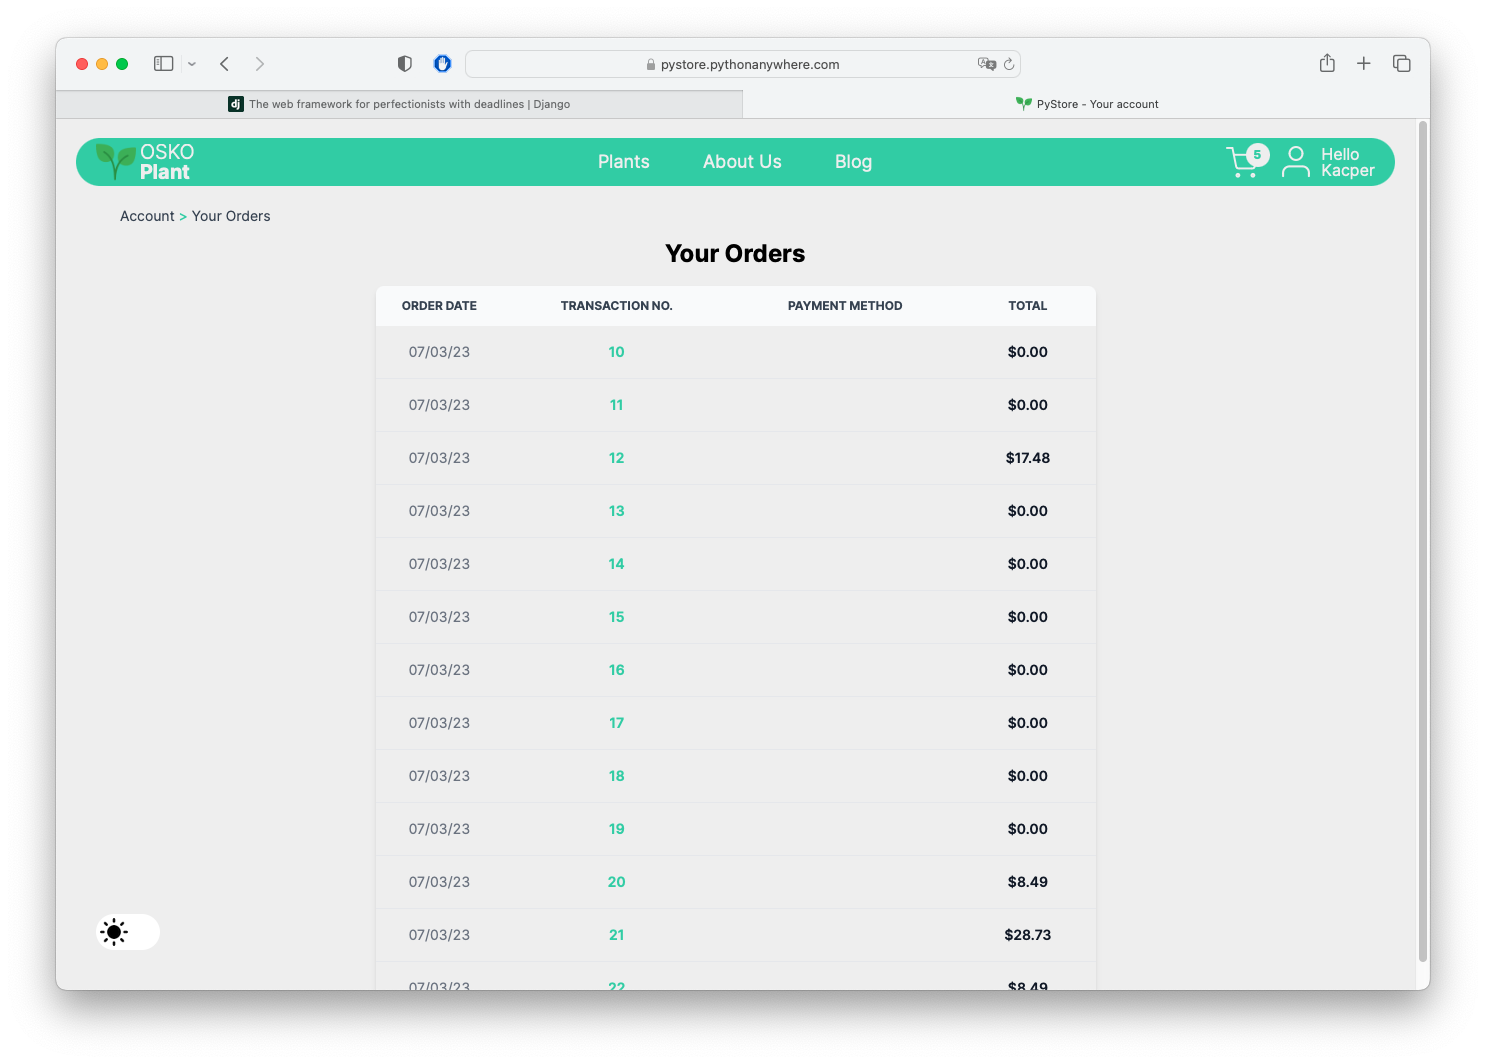 pystore.pythonanywhere.com
dj The web framework for perfectionists with deadlines | Django
PyStore - Your account
OSKO
Plant
Plants About Us Blog
5
Hello
Kacper
Account > Your Orders
Your Orders
ORDER DATE TRANSACTION NO. PAYMENT METHOD TOTAL
07/03/23 10 $0.00
07/03/23 11 $0.00
07/03/23 12 $17.48
07/03/23 13 $0.00
07/03/23 14 $0.00
07/03/23 15 $0.00
07/03/23 16 $0.00
07/03/23 17 $0.00
07/03/23 18 $0.00
07/03/23 19 $0.00
07/03/23 20 $8.49
07/03/23 21 $28.73
07/03/23 22 $8.49